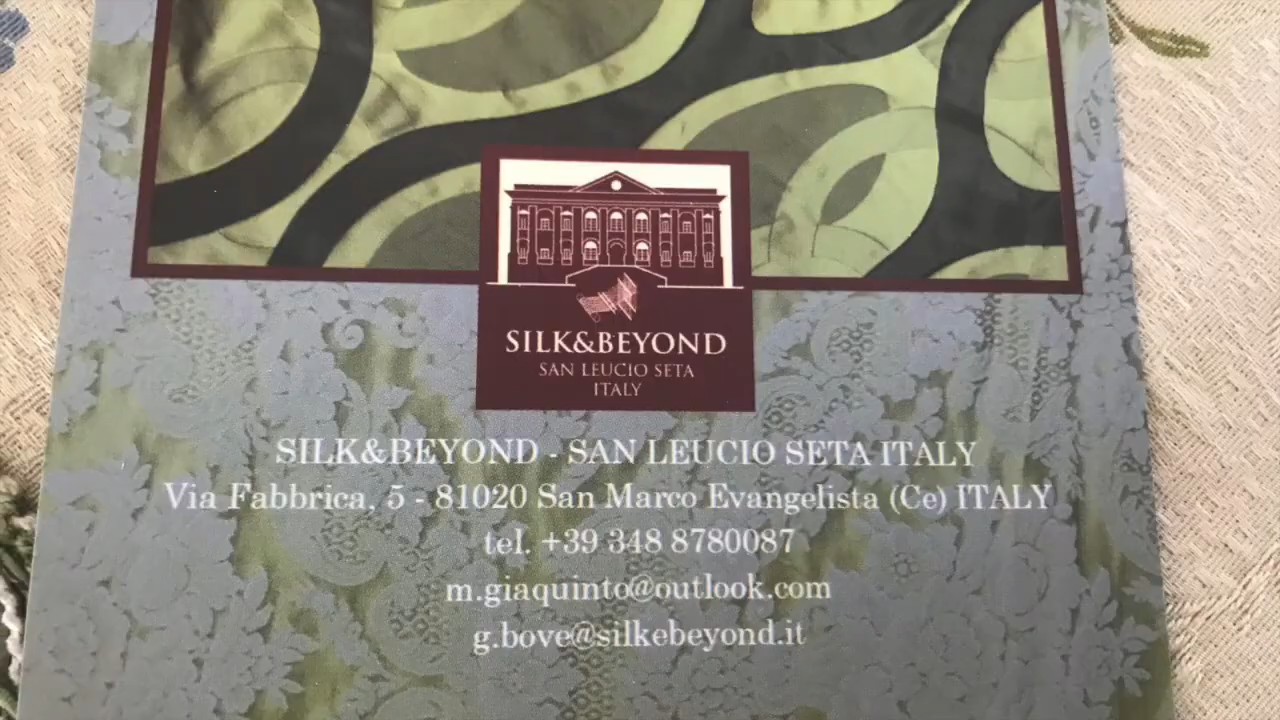 SILK&BEYOND
SAN LEUCIO SETA
ITALY
SILK&BEYOND - SAN LEUCIO SETA ITALY
Via Fabbrica, 5 - 81020 San Marco Evangelista (Ce) ITALY
tel. +39 348 8780087
m.giaquinto@outlook.com
g.bove@silkebeyond.it